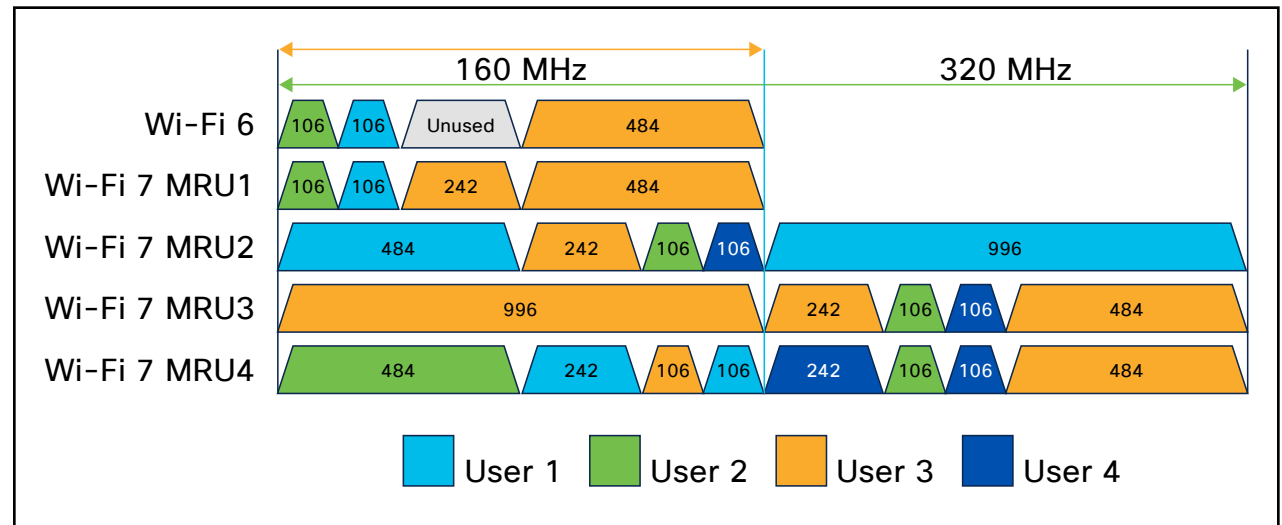 160 MHz 320 MHz
Wi-Fi 6 106 106 Unused 484
Wi-Fi 7 MRU1 106 106 242 484
Wi-Fi 7 MRU2 484 242 106 106 996
Wi-Fi 7 MRU3 996 242 106 106 484
Wi-Fi 7 MRU4 484 242 106 106 242 106 106 484
User 1 User 2 User 3 User 4